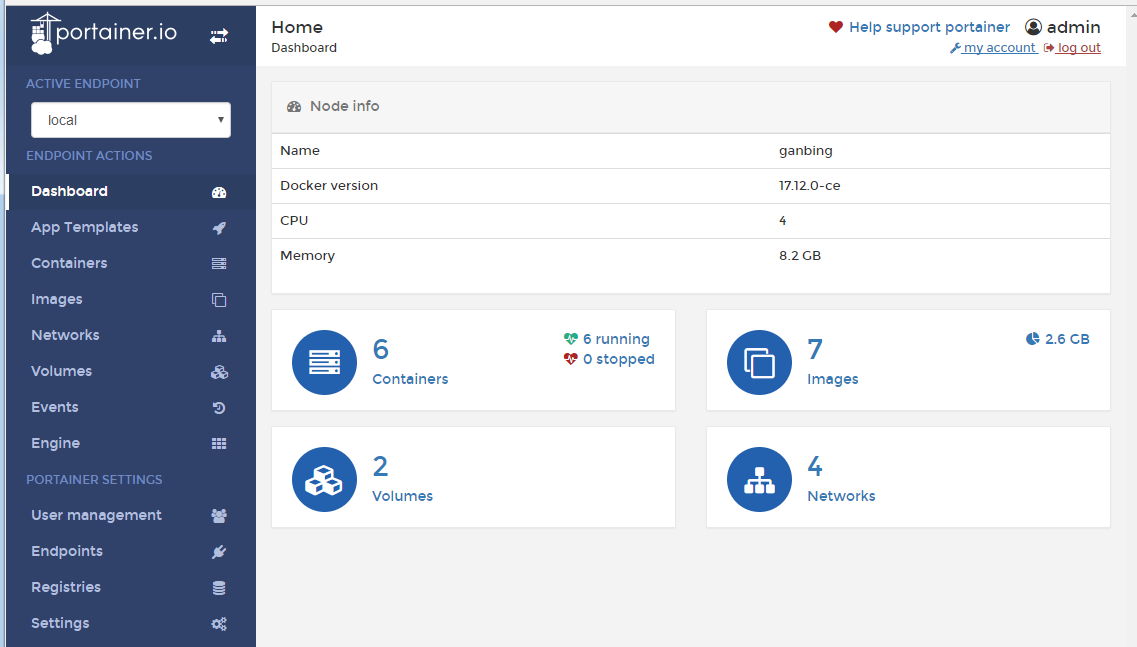 portainer.io
ACTIVE ENDPOINT
local
ENDPOINT ACTIONS
Dashboard
App Templates
Containers
Images
Networks
Volumes
Events
Engine
PORTAINER SETTINGS
User management
Endpoints
Registries
Settings
Home
Dashboard
Help support portainer
admin
my account log out
Node info
Name ganbing
Docker version 17.12.0-ce
CPU 4
Memory 8.2 GB
6
Containers
6 running
0 stopped
7
Images
2.6 GB
2
Volumes
4
Networks